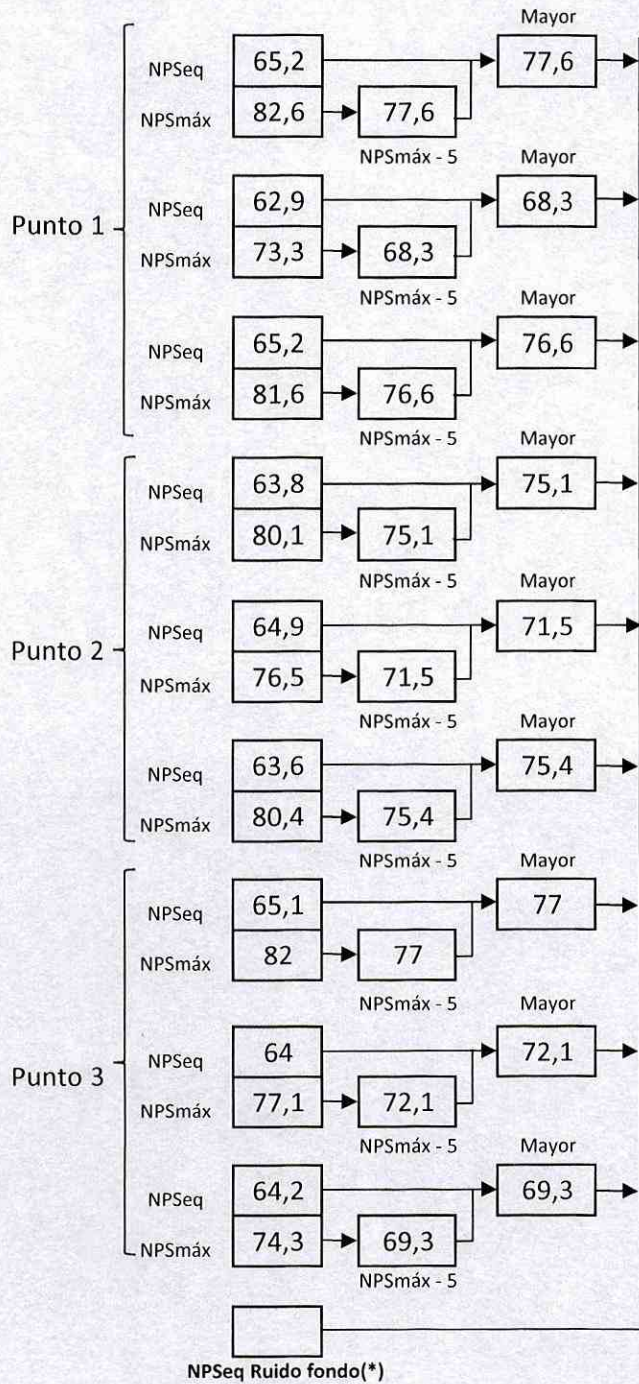 Mayor
NPSeq 65,2 77,6
NPSmáx 82,6 77,6
NPSmáx - 5
Mayor
NPSeq 62,9 68,3
Punto 1
NPSmáx 73,3 68,3
NPSmáx - 5
Mayor
NPSeq 65,2 76,6
NPSmáx 81,6 76,6
NPSmáx - 5
Mayor
NPSeq 63,8 75,1
NPSmáx 80,1 75,1
NPSmáx - 5
Mayor
NPSeq 64,9 71,5
Punto 2
NPSmáx 76,5 71,5
NPSmáx - 5
Mayor
NPSeq 63,6 75,4
NPSmáx 80,4 75,4
NPSmáx - 5
Mayor
NPSeq 65,1 77
NPSmáx 82 77
NPSmáx - 5
Mayor
NPSeq 64 72,1
Punto 3
NPSmáx 77,1 72,1
NPSmáx - 5
Mayor
NPSeq 64,2 69,3
NPSmáx 74,3 69,3
NPSmáx - 5
NPSeq Ruido fondo(*)